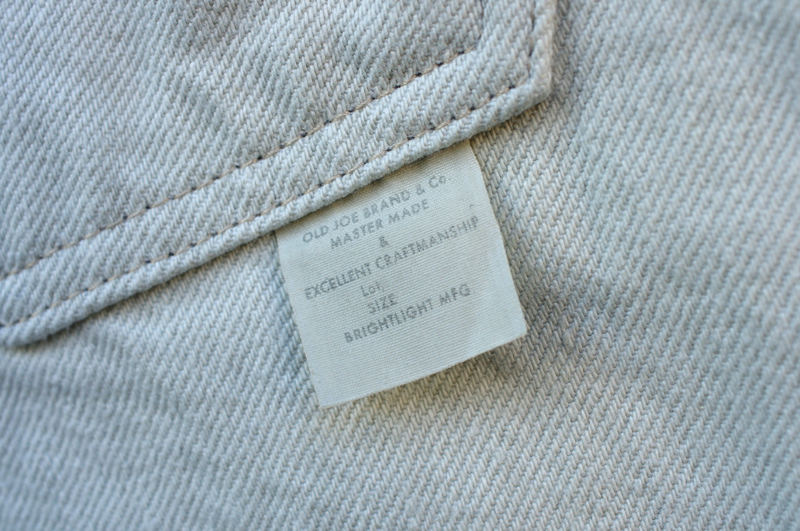 OLD JOE BRAND & Co.
MASTER MADE
&
EXCELLENT CRAFTMANSHIP
Lot.
SIZE
BRIGHTLIGHT MFG